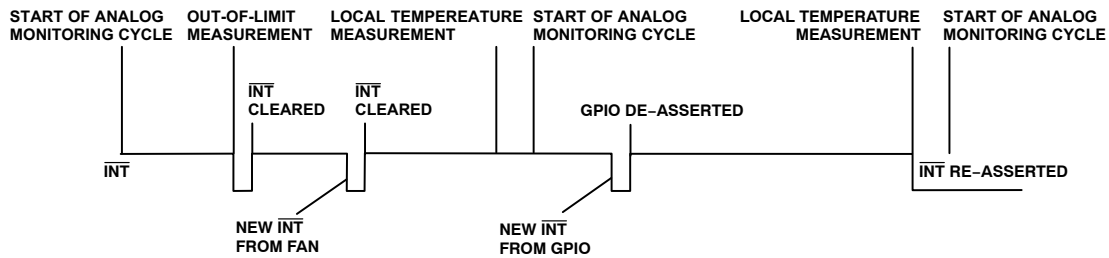 START OF ANALOG
MONITORING CYCLE
OUT-OF-LIMIT
MEASUREMENT
LOCAL TEMPEREATURE
MEASUREMENT
START OF ANALOG
MONITORING CYCLE
LOCAL TEMPERATURE
MEASUREMENT
START OF ANALOG
MONITORING CYCLE
INT
CLEARED
INT
CLEARED
GPIO DE−ASSERTED
INT
INT RE−ASSERTED
NEW INT
FROM FAN
NEW INT
FROM GPIO